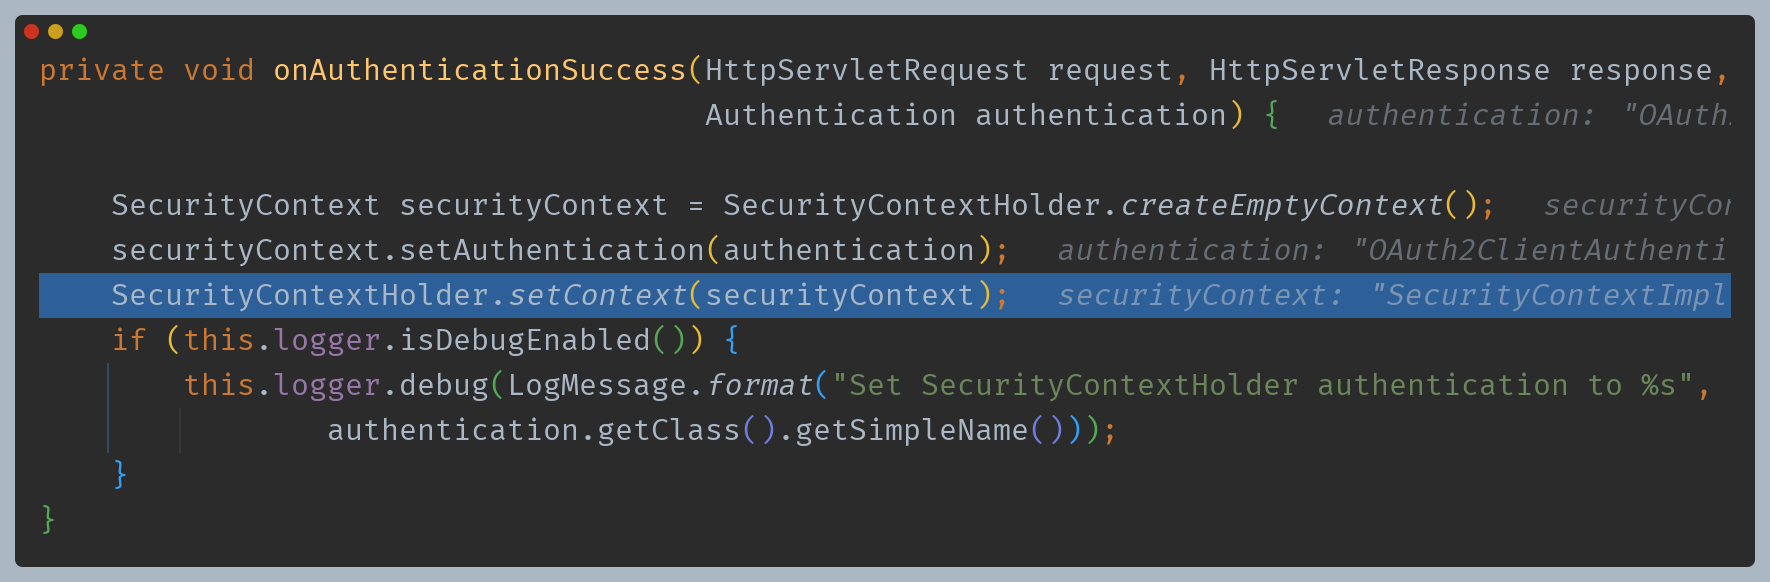 private void onAuthenticationSuccess(HttpServletRequest request, HttpServletResponse response,
Authentication authentication) { authentication: "OAuth
SecurityContext securityContext = SecurityContextHolder.createEmptyContext(); securityCon
securityContext.setAuthentication(authentication); authentication: "OAuth2ClientAuthenti
SecurityContextHolder.setContext(securityContext); securityContext: "SecurityContextImpl
if (this.logger.isDebugEnabled()) {
this.logger.debug(LogMessage.format("Set SecurityContextHolder authentication to %s",
authentication.getClass().getSimpleName()));
}
}